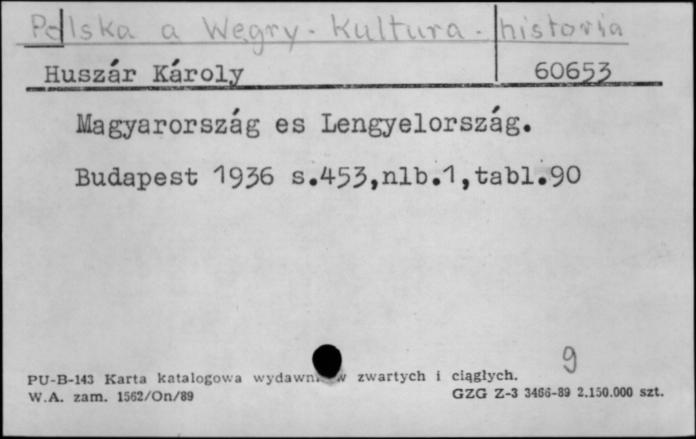 Polska a Węgry - Kultura - historia
Huszár Károly 60653
Magyarország es Lengyelország.
Budapest 1936 s.453,nlb.1,tabl.90
9
PU-B-143 Karta katalogowa zwartych i ciągłych.
W.A. zam. 1562/On/89 GZG Z-3 3466-89 2.150.000 szt.